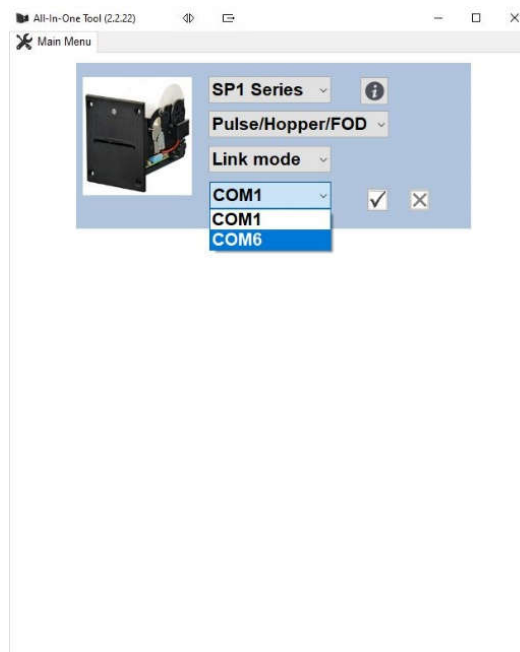 All-In-One Tool (2.2.22)
Main Menu
SP1 Series
Pulse/Hopper/FOD
Link mode
COM1
COM1
COM6